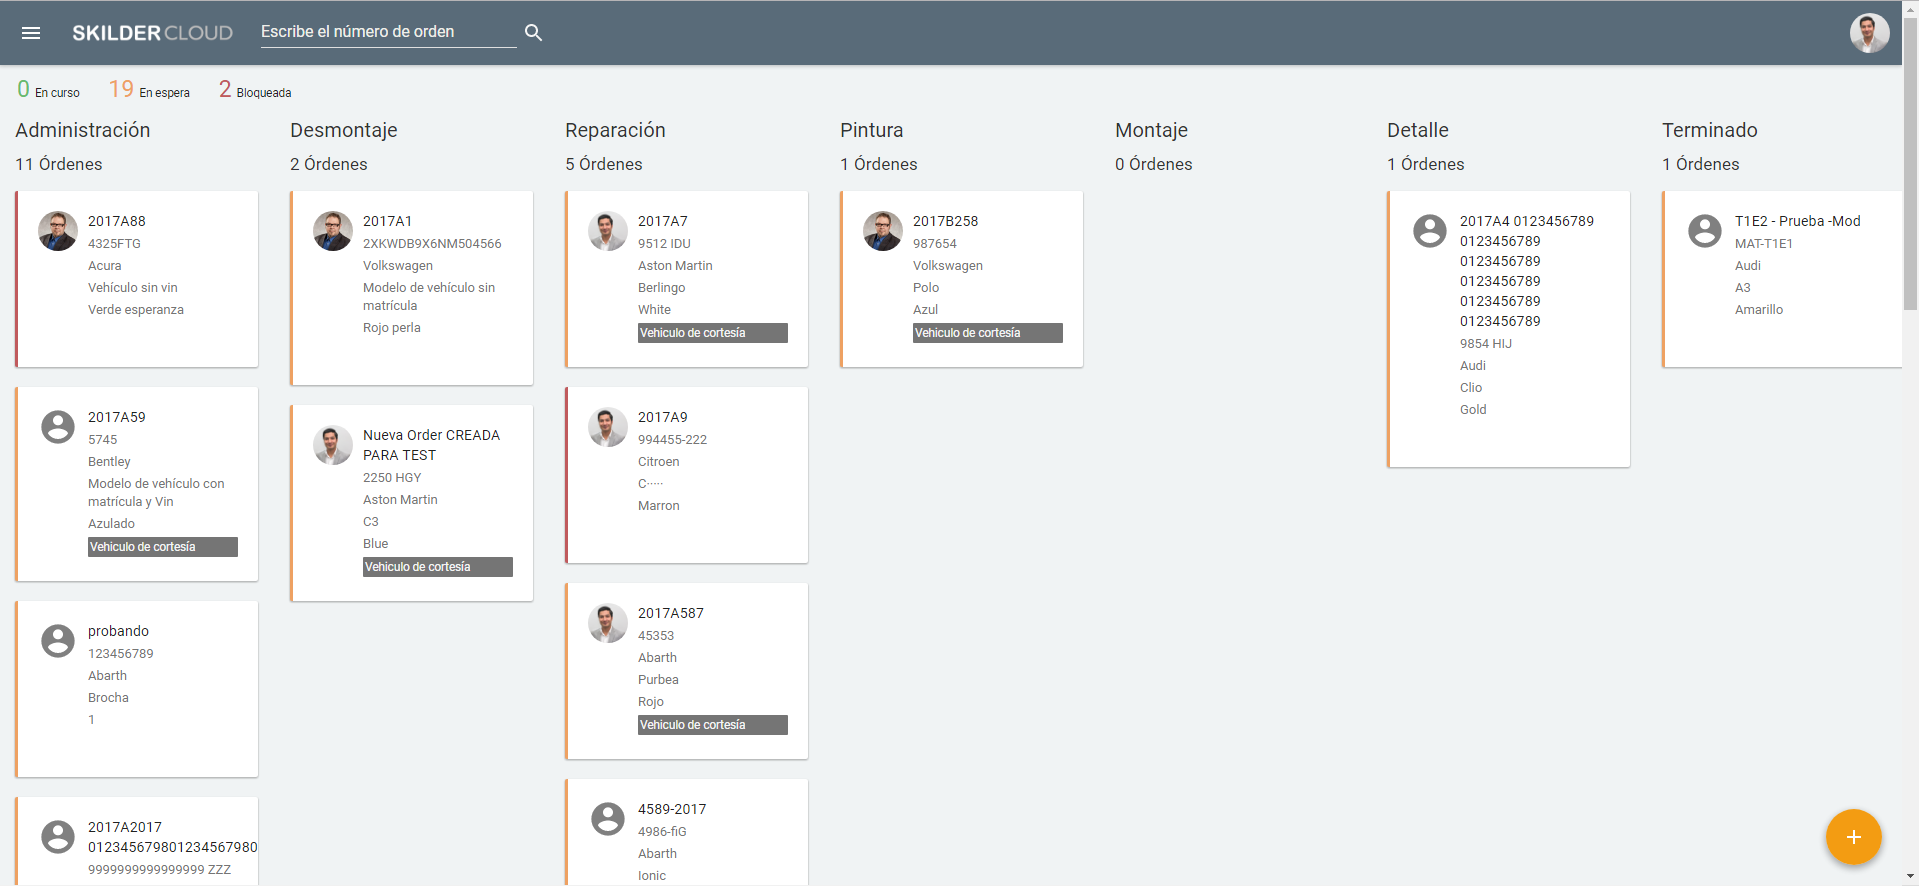 SKILDERCLOUD
Escribe el número de orden
0 En curso
19 En espera
2 Bloqueada
Administración
11 Órdenes
2017A88
4325FTG
Acura
Vehículo sin vin
Verde esperanza
2017A59
5745
Bentley
Modelo de vehículo con
matrícula y Vin
Azulado
Vehiculo de cortesía
probando
123456789
Abarth
Brocha
1
2017A2017
012345679801234567980
9999999999999999 ZZZ
Desmontaje
2 Órdenes
2017A1
2XKWDB9X6NM504566
Volkswagen
Modelo de vehículo sin
matrícula
Rojo perla
Nueva Order CREADA
PARA TEST
2250 HGY
Aston Martin
C3
Blue
Vehiculo de cortesía
Reparación
5 Órdenes
2017A7
9512 IDU
Aston Martin
Berlingo
White
Vehiculo de cortesía
2017A9
994455-222
Citroen
C·····
Marron
2017A587
45353
Abarth
Purbea
Rojo
Vehiculo de cortesía
4589-2017
4986-fiG
Abarth
Ionic
Pintura
1 Órdenes
2017B258
987654
Volkswagen
Polo
Azul
Vehiculo de cortesía
Montaje
0 Órdenes
Detalle
1 Órdenes
2017A4 0123456789
0123456789
0123456789
0123456789
0123456789
0123456789
9854 HIJ
Audi
Clio
Gold
Terminado
1 Órdenes
T1E2 - Prueba -Mod
MAT-T1E1
Audi
A3
Amarillo